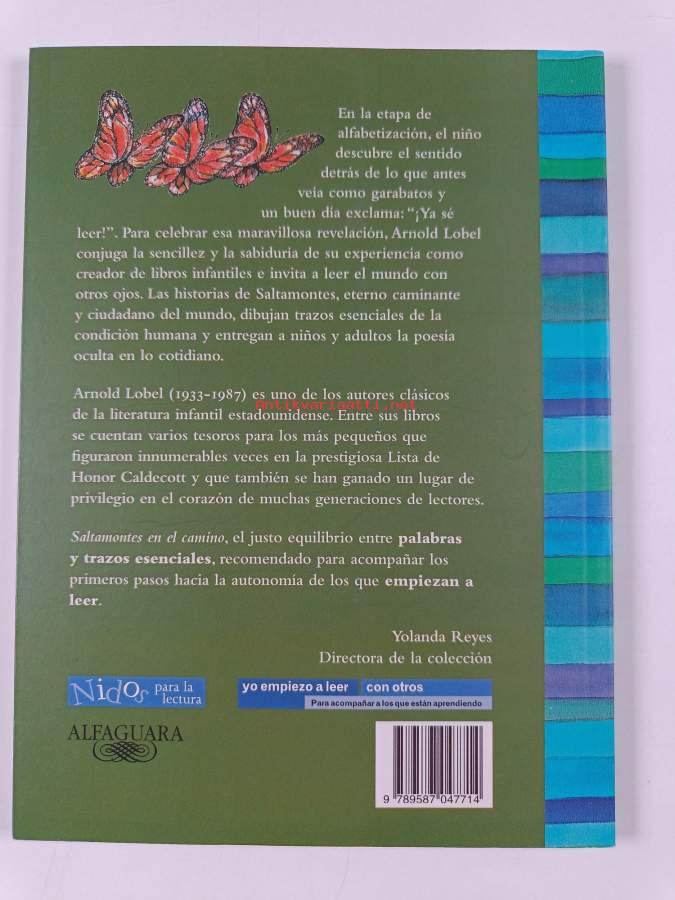 En la etapa de
alfabetización, el niño
descubre el sentido
detrás de lo que antes
veía como garabatos y
un buen día exclama: “¡Ya sé
leer!”. Para celebrar esa maravillosa revelación, Arnold Lobel
conjuga la sencillez y la sabiduría de su experiencia como
creador de libros infantiles e invita a leer el mundo con
otros ojos. Las historias de Saltamontes, eterno caminante
y ciudadano del mundo, dibujan trazos esenciales de la
condición humana y entregan a niños y adultos la poesía
oculta en lo cotidiano.
Arnold Lobel (1933-1987) es uno de los autores clásicos
Antikvariaatti.net
de la literatura infantil estadounidense. Entre sus libros
se cuentan varios tesoros para los más pequeños que
figuraron innumerables veces en la prestigiosa Lista de
Honor Caldecott y que también se han ganado un lugar de
privilegio en el corazón de muchas generaciones de lectores.
Saltamontes en el camino, el justo equilibrio entre palabras
y trazos esenciales, recomendado para acompañar los
primeros pasos hacia la autonomía de los que empiezan a
leer.
Yolanda Reyes
Directora de la colección
Nidos para la
lectura
yo empiezo a leer con otros
Para acompañar a los que están aprendiendo
ALFAGUARA
9 789587 047714